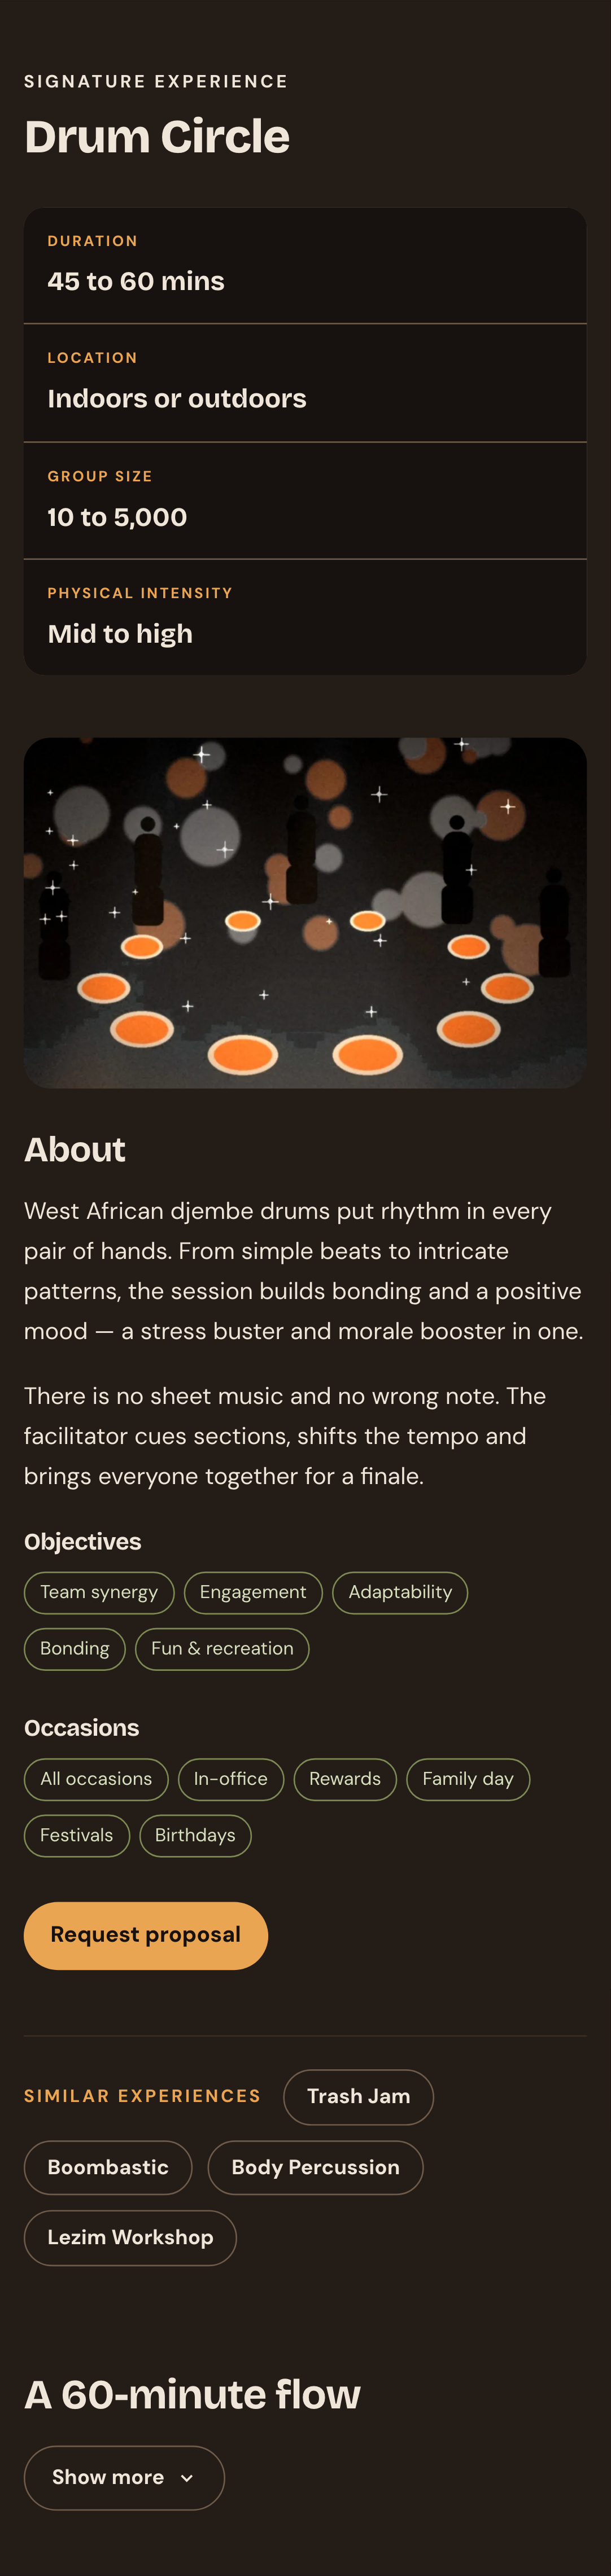 SIGNATURE EXPERIENCE
Drum Circle
DURATION
45 to 60 mins
LOCATION
Indoors or outdoors
GROUP SIZE
10 to 5,000
PHYSICAL INTENSITY
Mid to high
About
West African djembe drums put rhythm in every
pair of hands. From simple beats to intricate
patterns, the session builds bonding and a positive
mood — a stress buster and morale booster in one.
There is no sheet music and no wrong note. The
facilitator cues sections, shifts the tempo and
brings everyone together for a finale.
Objectives
Team synergy Engagement Adaptability
Bonding Fun & recreation
Occasions
All occasions In-office Rewards Family day
Festivals Birthdays
Request proposal
SIMILAR EXPERIENCES Trash Jam
Boombastic Body Percussion
Lezim Workshop
A 60-minute flow
Show more